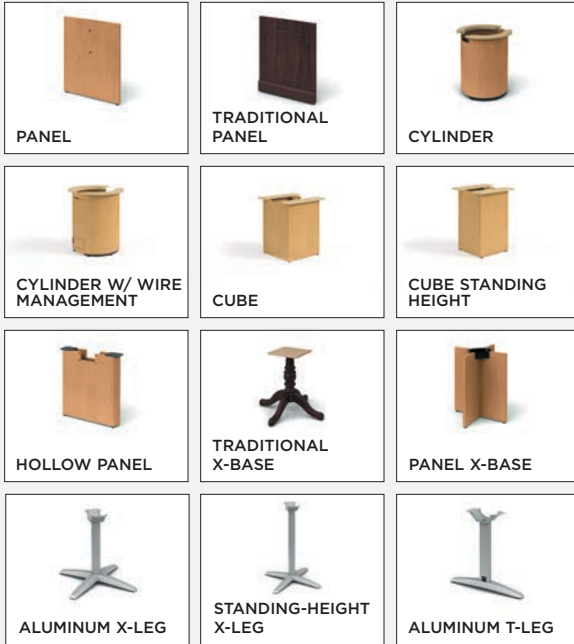 PANEL
TRADITIONAL
PANEL
CYLINDER
CYLINDER W/ WIRE
MANAGEMENT
CUBE
CUBE STANDING
HEIGHT
HOLLOW PANEL
TRADITIONAL
X-BASE
PANEL X-BASE
ALUMINUM X-LEG
STANDING-HEIGHT
X-LEG
ALUMINUM T-LEG